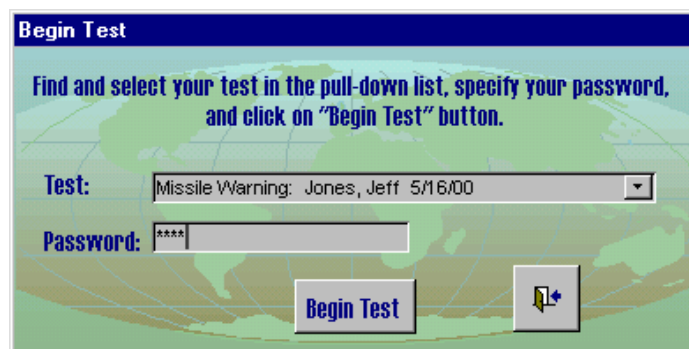 Begin Test
Find and select your test in the pull-down list, specify your password,
and click on "Begin Test" button.
Test: Missile Warning: Jones, Jeff 5/16/00
Password: ****
Begin Test